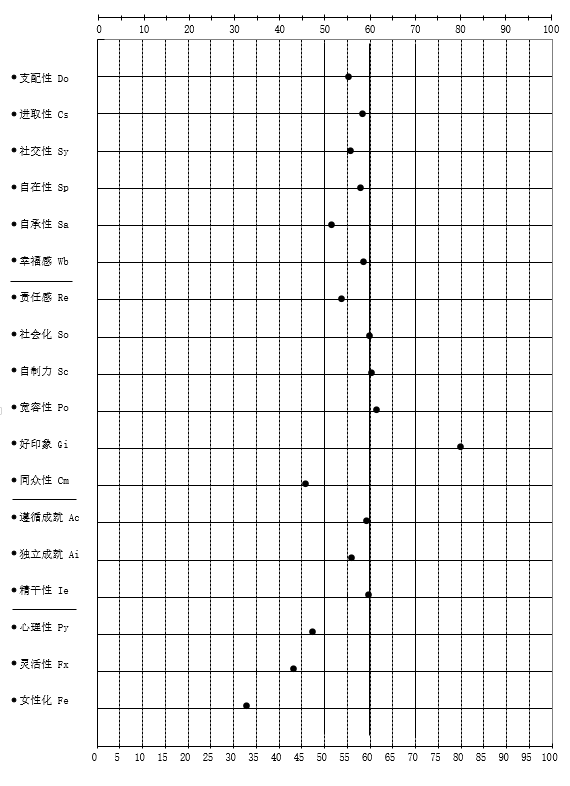 0 10 20 30 40 50 60 70 80 90 100
● 支配性 Do
● 进取性 Cs
● 社交性 Sy
● 自在性 Sp
● 自承性 Sa
● 幸福感 Wb
● 责任感 Re
● 社会化 So
● 自制力 Sc
● 宽容性 Po
● 好印象 Gi
● 同众性 Cm
● 遵循成就 Ac
● 独立成就 Ai
● 精干性 Ie
● 心理性 Py
● 灵活性 Fx
● 女性化 Fe
0 5 10 15 20 25 30 35 40 45 50 55 60 65 70 75 80 85 90 95 100